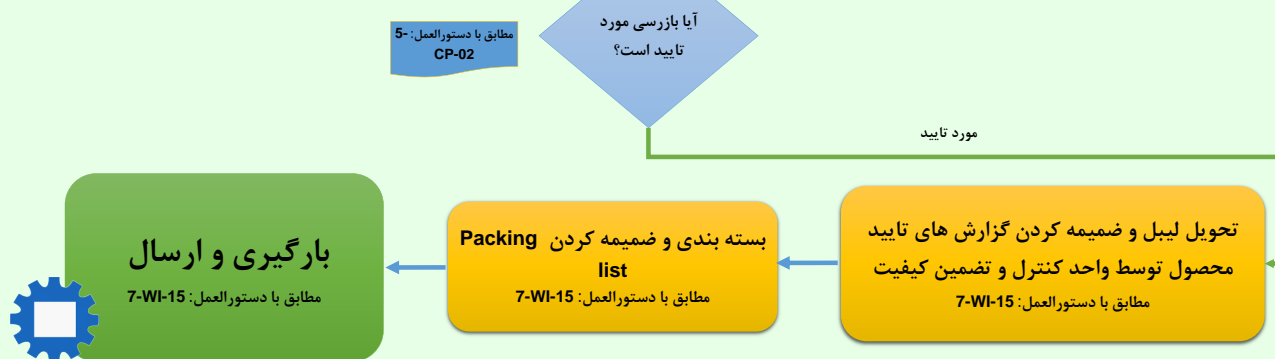 آیا بازرسی مورد
تایید است؟
مطابق با دستورالعمل: 5-
CP-02
مورد تایید
تحویل لیبل و ضمیمه کردن گزارش های تایید
محصول توسط واحد کنترل و تضمین کیفیت
مطابق با دستورالعمل: 7-WI-15
بسته بندی و ضمیمه کردن Packing
list
مطابق با دستورالعمل: 7-WI-15
بارگیری و ارسال
مطابق با دستورالعمل: 7-WI-15